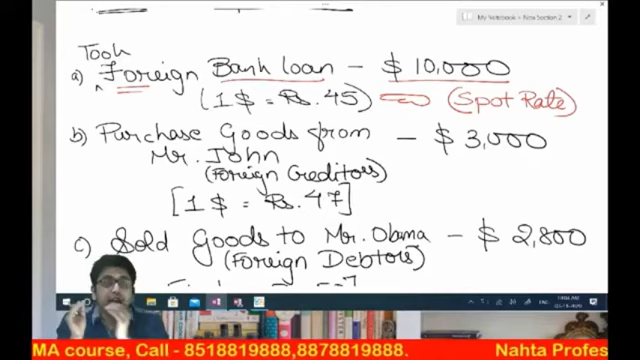 My Notebook > New Section 2
Took
a) Foreign Bank loan - $ 10,000
(1$ = Rs. 45) (Spot Rate)
b) Purchase Goods from - $ 3,000
Mr. John
(Foreign Creditors)
[1 $ = Rs. 47]
c) Sold Goods to Mr. Obama - $ 2,800
(Foreign Debtors)
ENG
MA course, Call - 8518819888,8878819888.
Nahta Profes